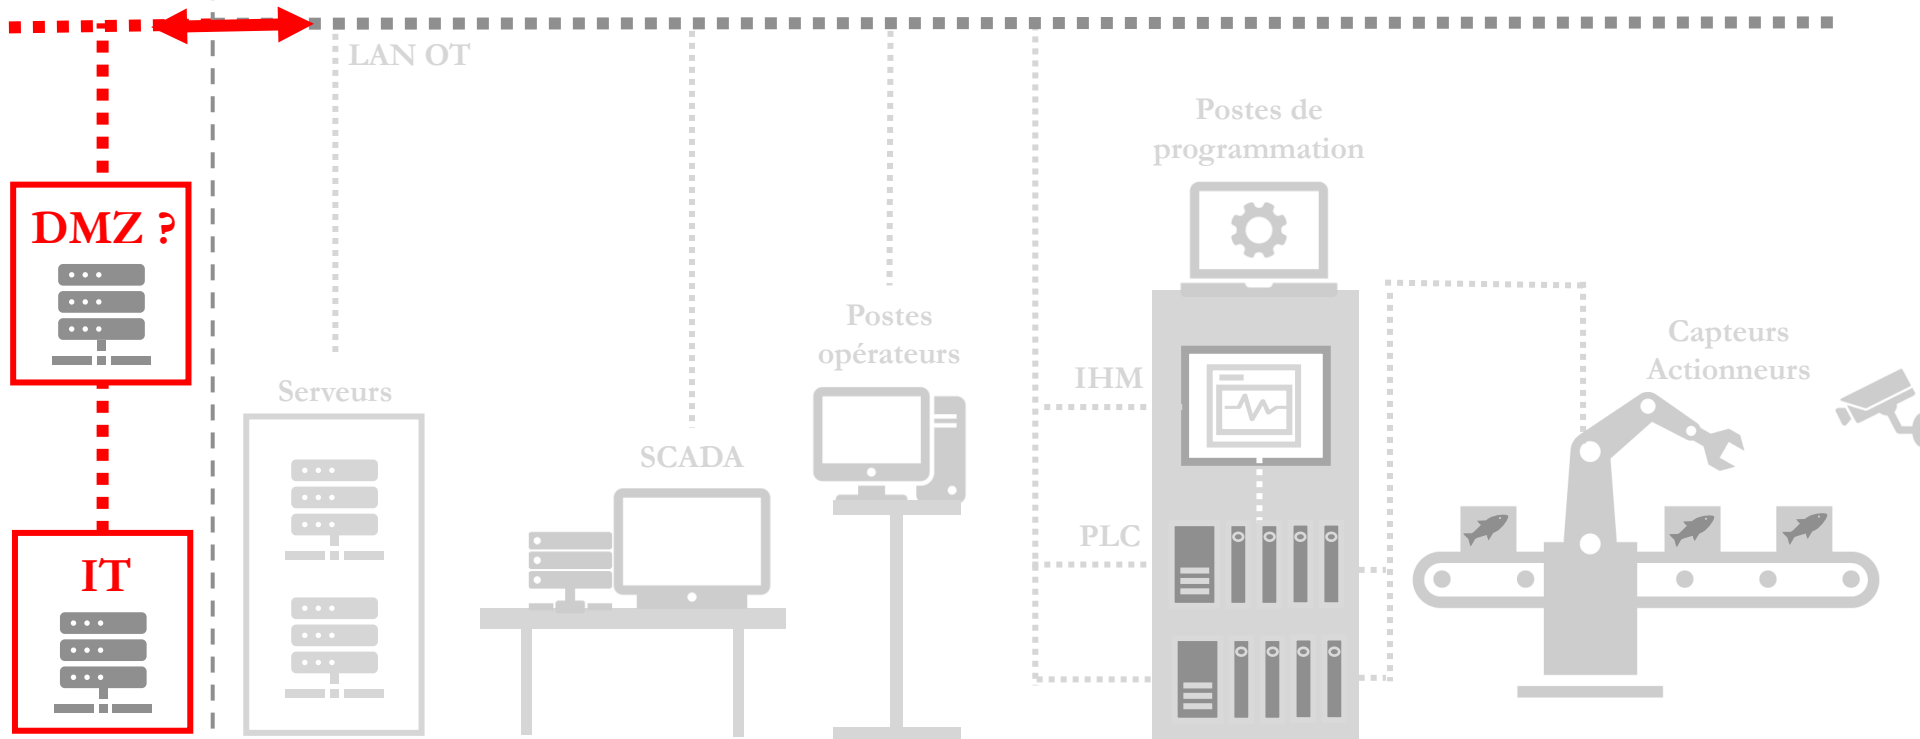 LAN OT
Postes de
programmation
DMZ ?
Postes
opérateurs
Capteurs
Actionneurs
IHM
Serveurs
SCADA
PLC
IT